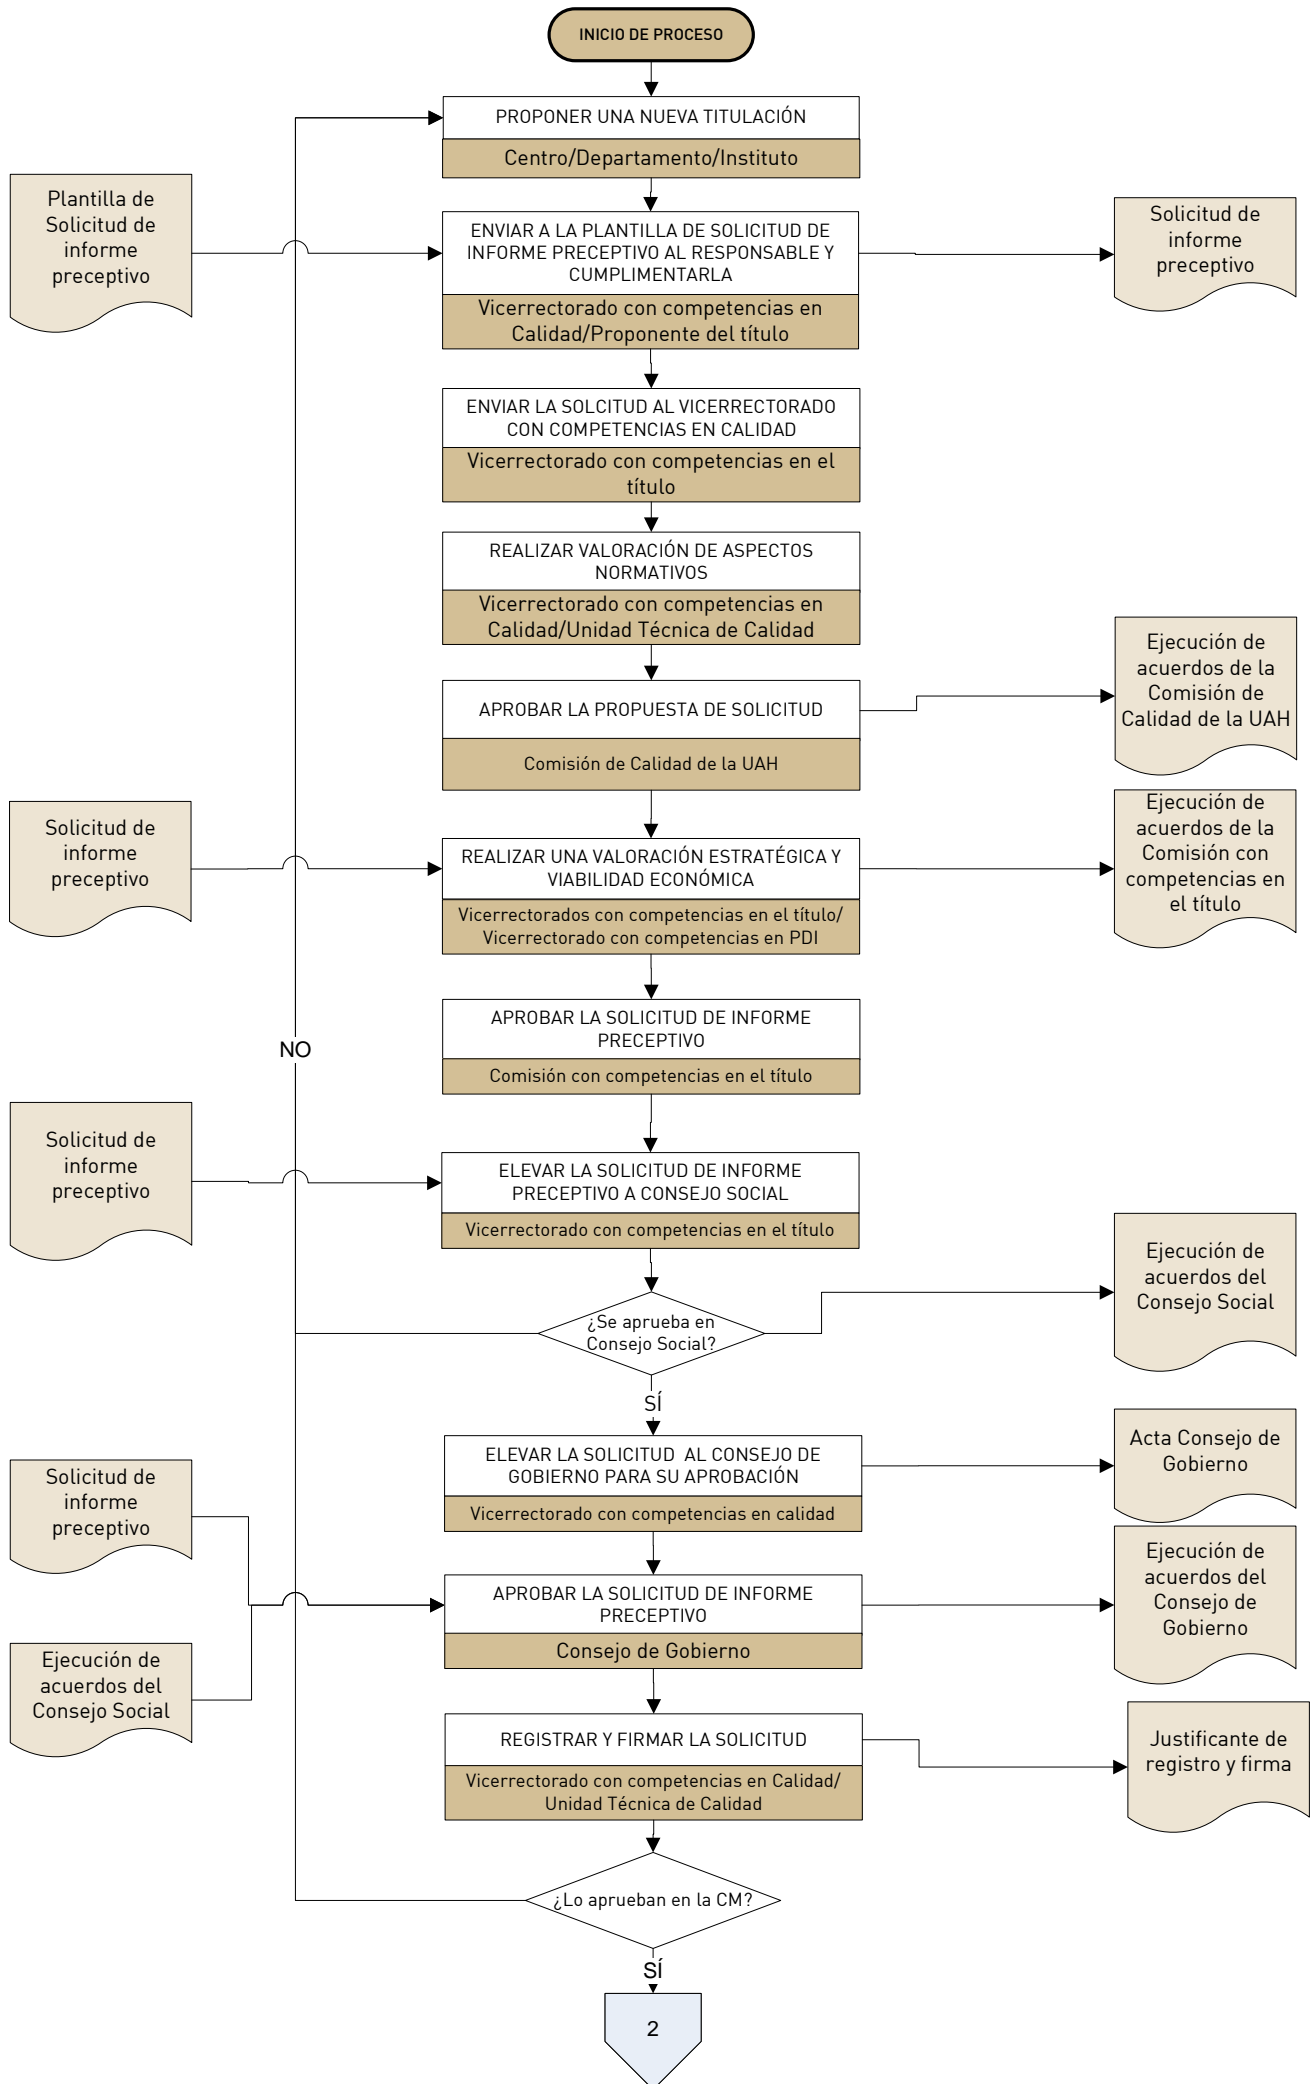 INICIO DE PROCESO
PROPONER UNA NUEVA TITULACIÓN
Centro/Departamento/Instituto
Plantilla de
Solicitud de
informe
preceptivo
ENVIAR A LA PLANTILLA DE SOLICITUD DE
INFORME PRECEPTIVO AL RESPONSABLE Y
CUMPLIMENTARLA
Vicerrectorado con competencias en
Calidad/Proponente del título
Solicitud de
informe
preceptivo
ENVIAR LA SOLCITUD AL VICERRECTORADO
CON COMPETENCIAS EN CALIDAD
Vicerrectorado con competencias en el
título
REALIZAR VALORACIÓN DE ASPECTOS
NORMATIVOS
Vicerrectorado con competencias en
Calidad/Unidad Técnica de Calidad
APROBAR LA PROPUESTA DE SOLICITUD
Comisión de Calidad de la UAH
Ejecución de
acuerdos de la
Comisión de
Calidad de la UAH
Solicitud de
informe
preceptivo
REALIZAR UNA VALORACIÓN ESTRATÉGICA Y
VIABILIDAD ECONÓMICA
Vicerrectorados con competencias en el título/
Vicerrectorado con competencias en PDI
Ejecución de
acuerdos de la
Comisión con
competencias en
el título
APROBAR LA SOLICITUD DE INFORME
PRECEPTIVO
Comisión con competencias en el título
NO
Solicitud de
informe
preceptivo
ELEVAR LA SOLICITUD DE INFORME
PRECEPTIVO A CONSEJO SOCIAL
Vicerrectorado con competencias en el título
¿Se aprueba en
Consejo Social?
Ejecución de
acuerdos del
Consejo Social
SÍ
ELEVAR LA SOLICITUD AL CONSEJO DE
GOBIERNO PARA SU APROBACIÓN
Vicerrectorado con competencias en calidad
Acta Consejo de
Gobierno
Solicitud de
informe
preceptivo
APROBAR LA SOLICITUD DE INFORME
PRECEPTIVO
Consejo de Gobierno
Ejecución de
acuerdos del
Consejo de
Gobierno
Ejecución de
acuerdos del
Consejo Social
REGISTRAR Y FIRMAR LA SOLICITUD
Vicerrectorado con competencias en Calidad/
Unidad Técnica de Calidad
Justificante de
registro y firma
¿Lo aprueban en la CM?
SÍ
2